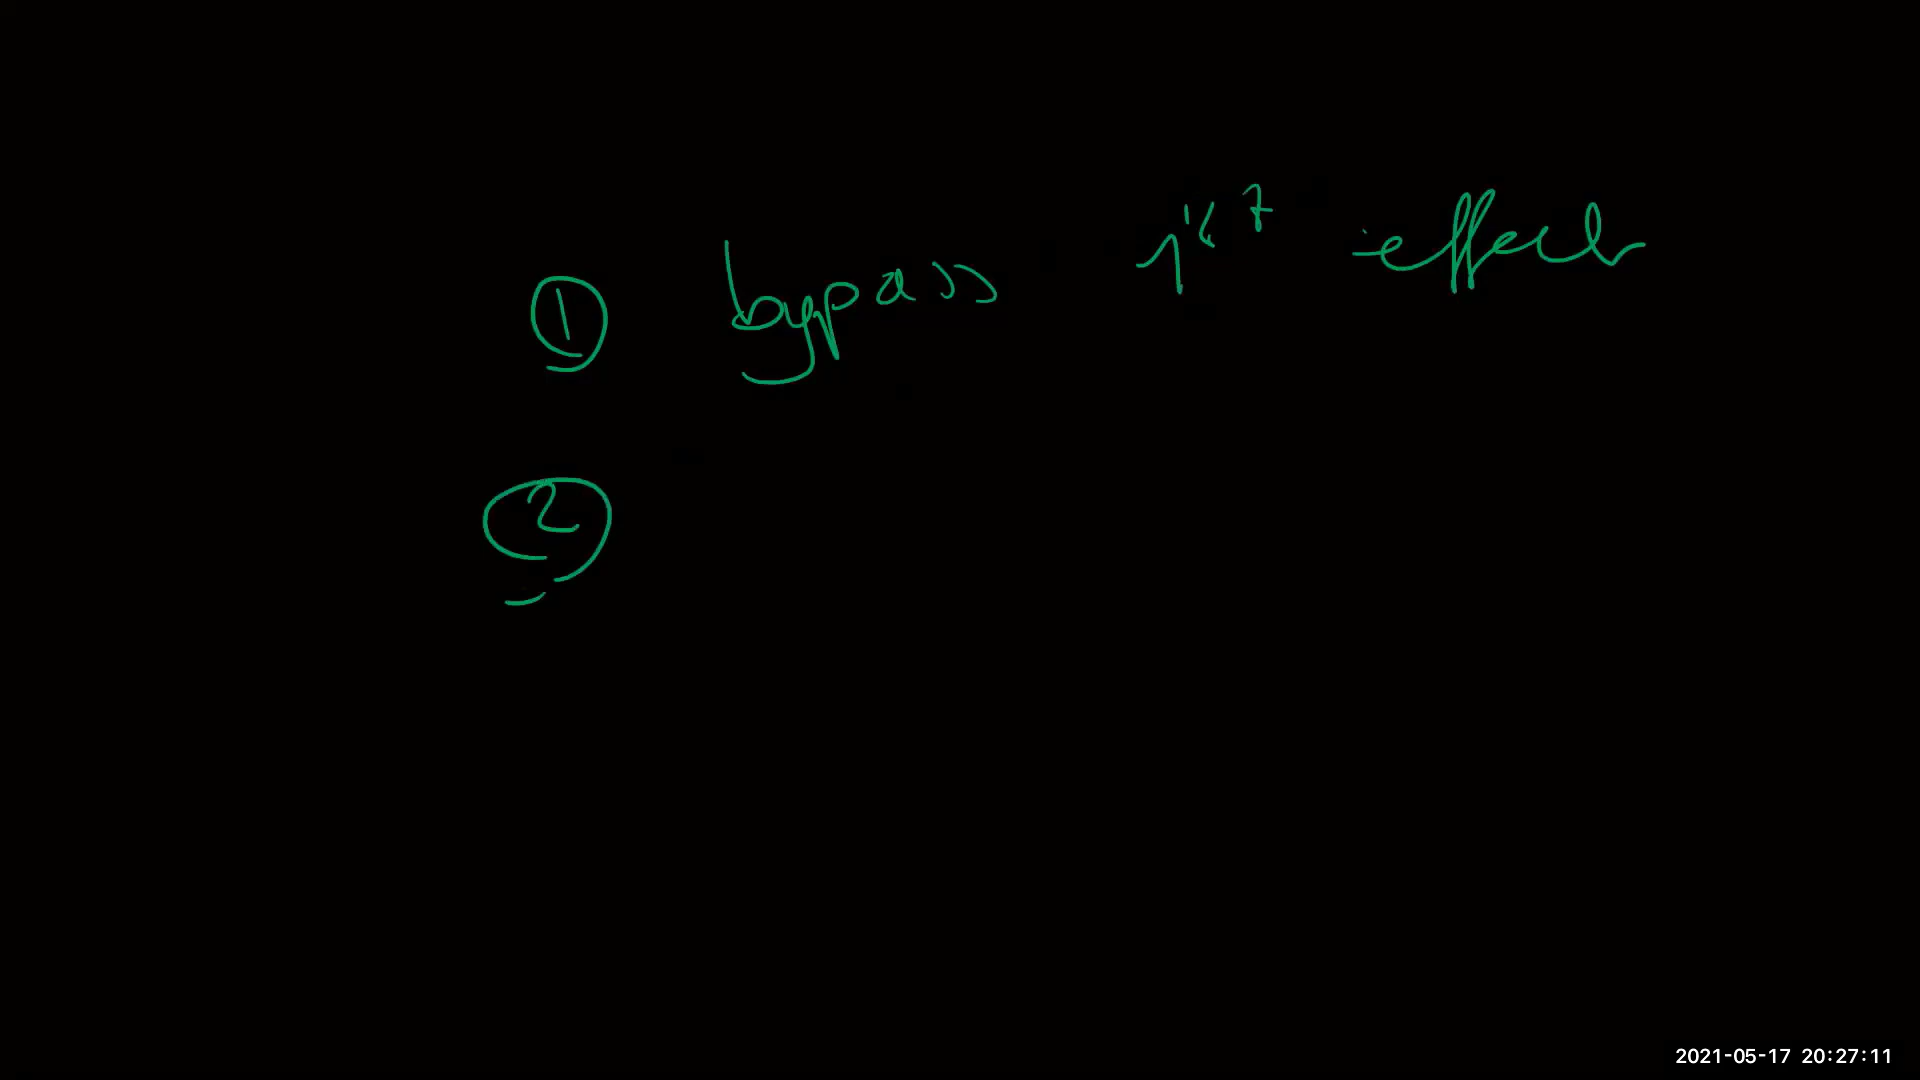 ① bypass 1st effect
②
2021-05-17 20:27:11